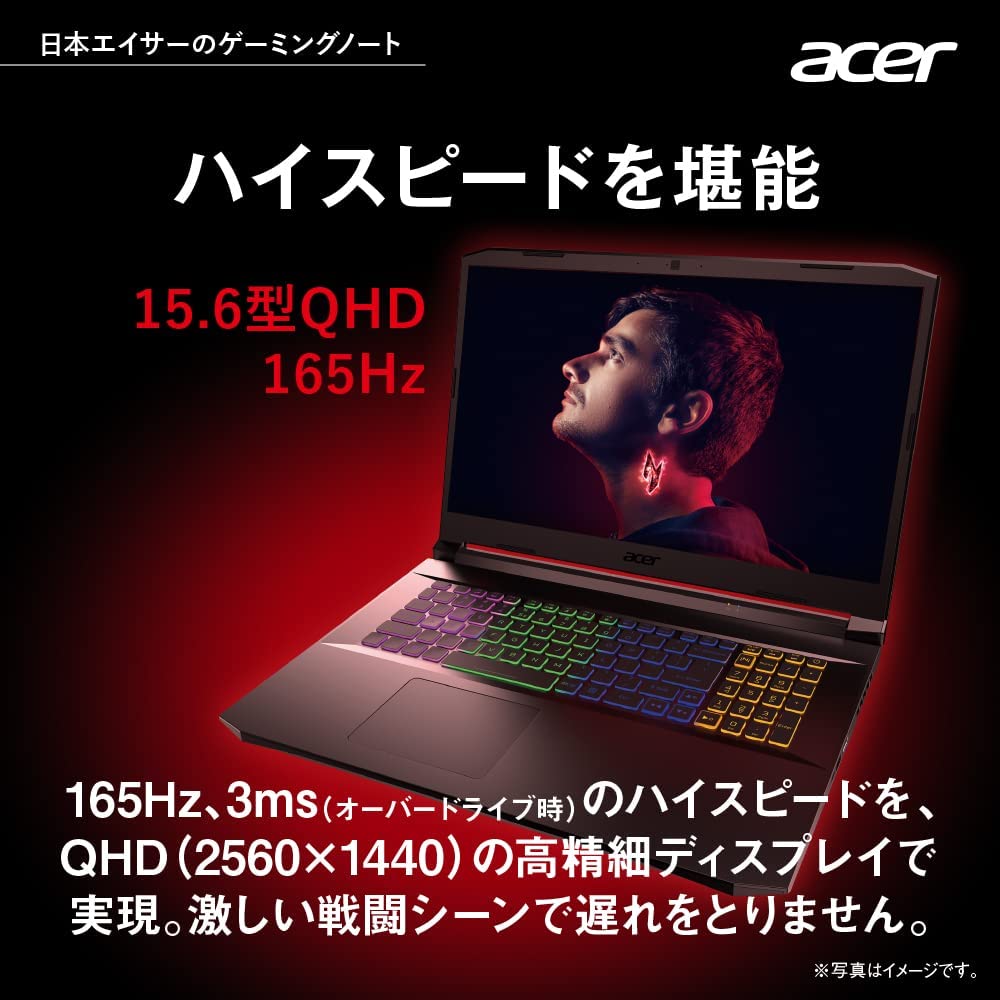 日本エイサーのゲーミングノート
acer
ハイスピードを堪能
15.6型QHD
165Hz
acer
165Hz、3ms(オーバードライブ時)のハイスピードを、
QHD(2560×1440)の高精細ディスプレイで
実現。激しい戦闘シーンで遅れをとりません。
※写真はイメージです。